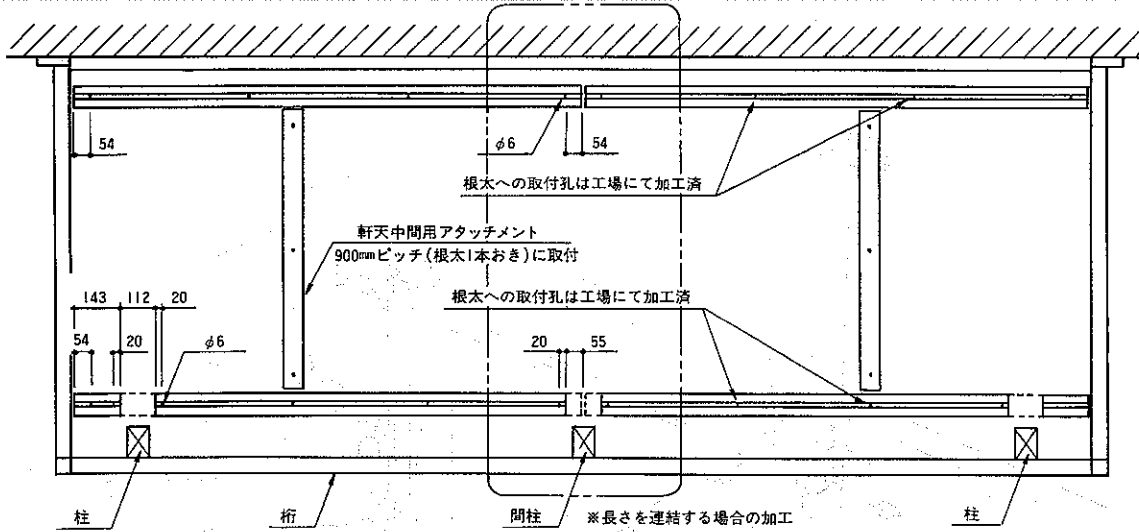 54
φ6
54
根太への取付孔は工場にて加工済
軒天中間用アタッチメント
900mmピッチ(根太1本おき)に取付
143
112
20
根太への取付孔は工場にて加工済
54
20
φ6
20
55
柱
桁
間柱
※長さを連結する場合の加工
柱